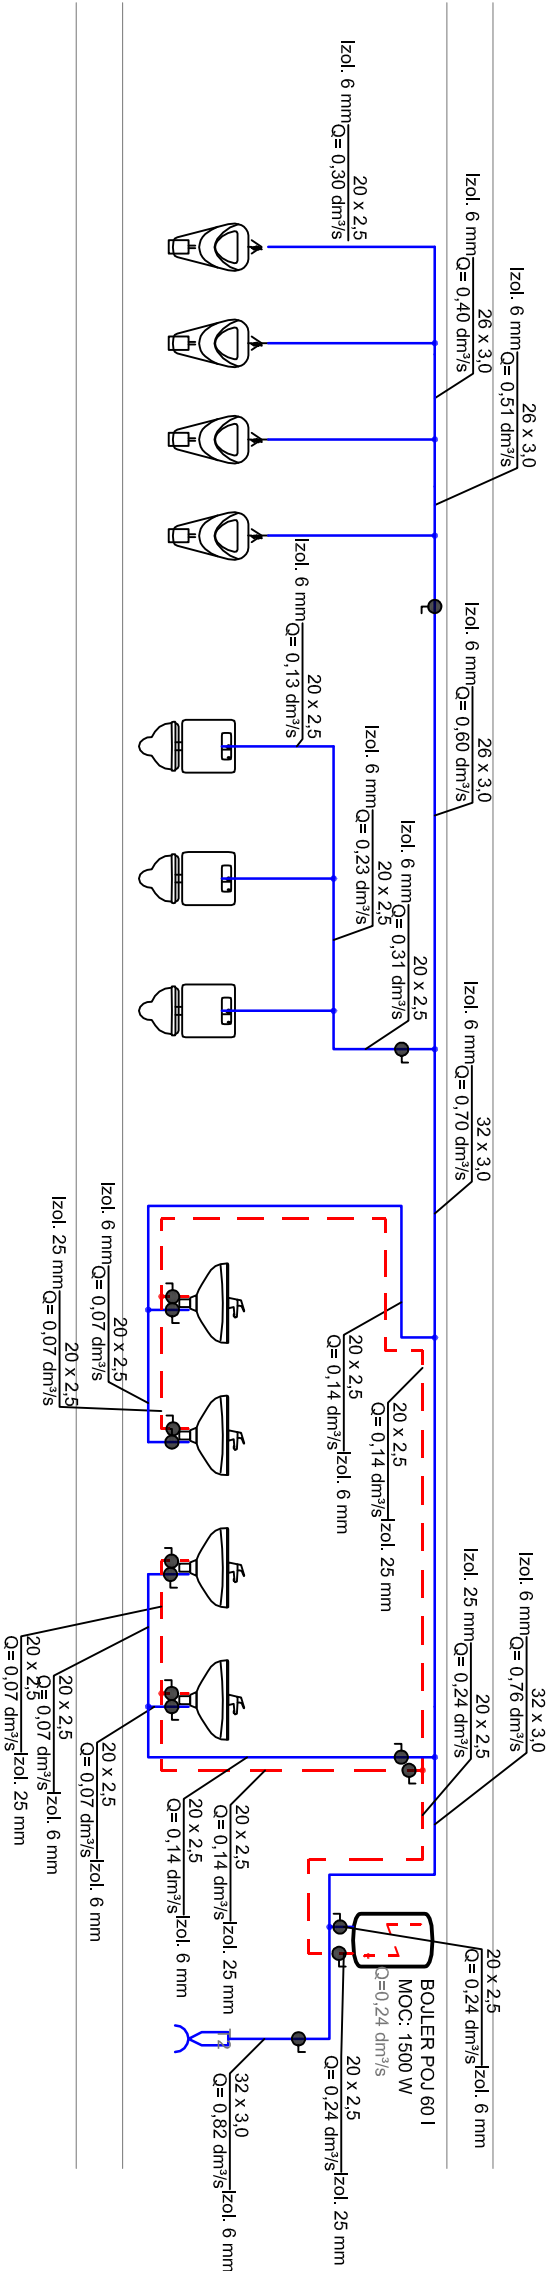 Izol. 6 mm
20 x 2,5
Q= 0,30 dm³/s
Izol. 6 mm
26 x 3,0
Q= 0,40 dm³/s
Izol. 6 mm
26 x 3,0
Q= 0,51 dm³/s
Izol. 6 mm
20 x 2,5
Q= 0,13 dm³/s
Izol. 6 mm
26 x 3,0
Q= 0,60 dm³/s
Izol. 6 mm
20 x 2,5
Q= 0,23 dm³/s
Izol. 6 mm
20 x 2,5
Q= 0,31 dm³/s
Izol. 6 mm
32 x 3,0
Q= 0,70 dm³/s
Izol. 6 mm
20 x 2,5
Q= 0,07 dm³/s
Izol. 25 mm
20 x 2,5
Q= 0,07 dm³/s
20 x 2,5
Q= 0,14 dm³/s
Izol. 6 mm
20 x 2,5
Q= 0,14 dm³/s
Izol. 25 mm
Izol. 6 mm
32 x 3,0
Q= 0,76 dm³/s
Izol. 25 mm
20 x 2,5
Q= 0,24 dm³/s
20 x 2,5
Q= 0,07 dm³/s
Izol. 25 mm
20 x 2,5
Q= 0,07 dm³/s
Izol. 6 mm
20 x 2,5
Q= 0,07 dm³/s
Izol. 6 mm
20 x 2,5
Q= 0,14 dm³/s
Izol. 6 mm
20 x 2,5
Q= 0,14 dm³/s
Izol. 25 mm
20 x 2,5
Q= 0,24 dm³/s
Izol. 6 mm
BOJLER POJ 60 l
MOC: 1500 W
Q=0,24 dm³/s
20 x 2,5
Q= 0,24 dm³/s
Izol. 25 mm
32 x 3,0
Q= 0,82 dm³/s
Izol. 6 mm